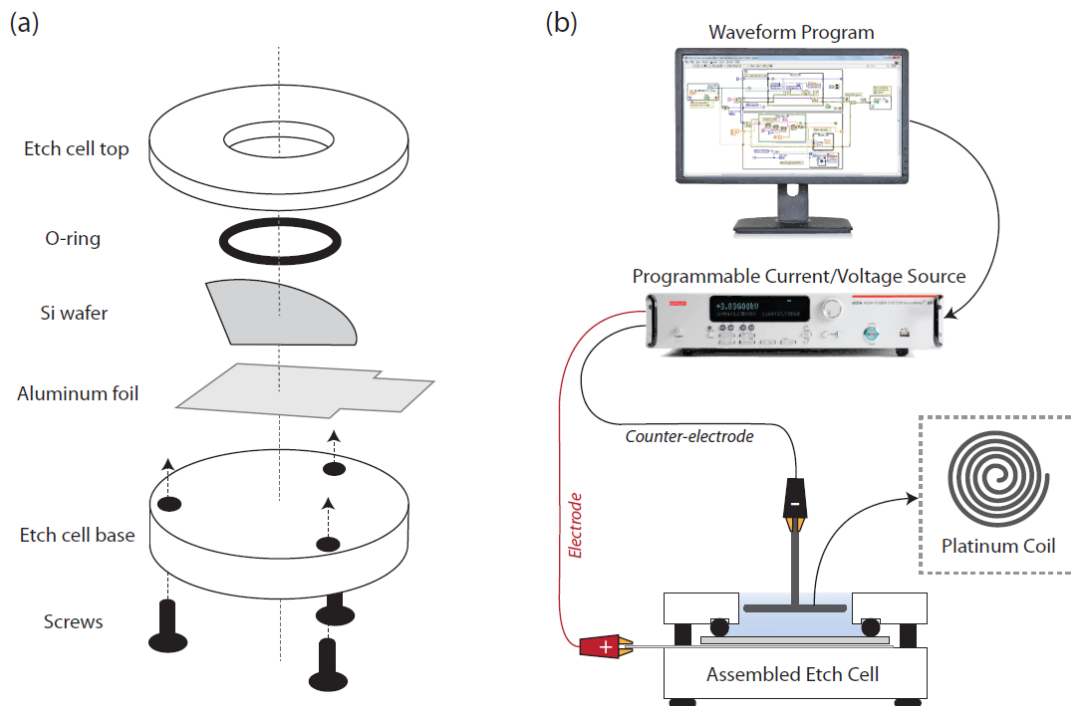 (a)
Etch cell top
O-ring
Si wafer
Aluminum foil
Etch cell base
Screws
(b)
Waveform Program
Programmable Current/Voltage Source
Counter-electrode
Electrode
Platinum Coil
-
+
Assembled Etch Cell